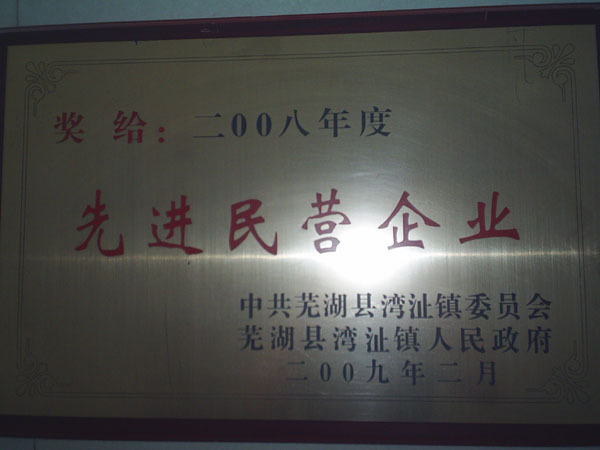 奖给：二00八年度
先进民营企业
中共芜湖县湾沚镇委员会
芜湖县湾沚镇人民政府
二00九年二月